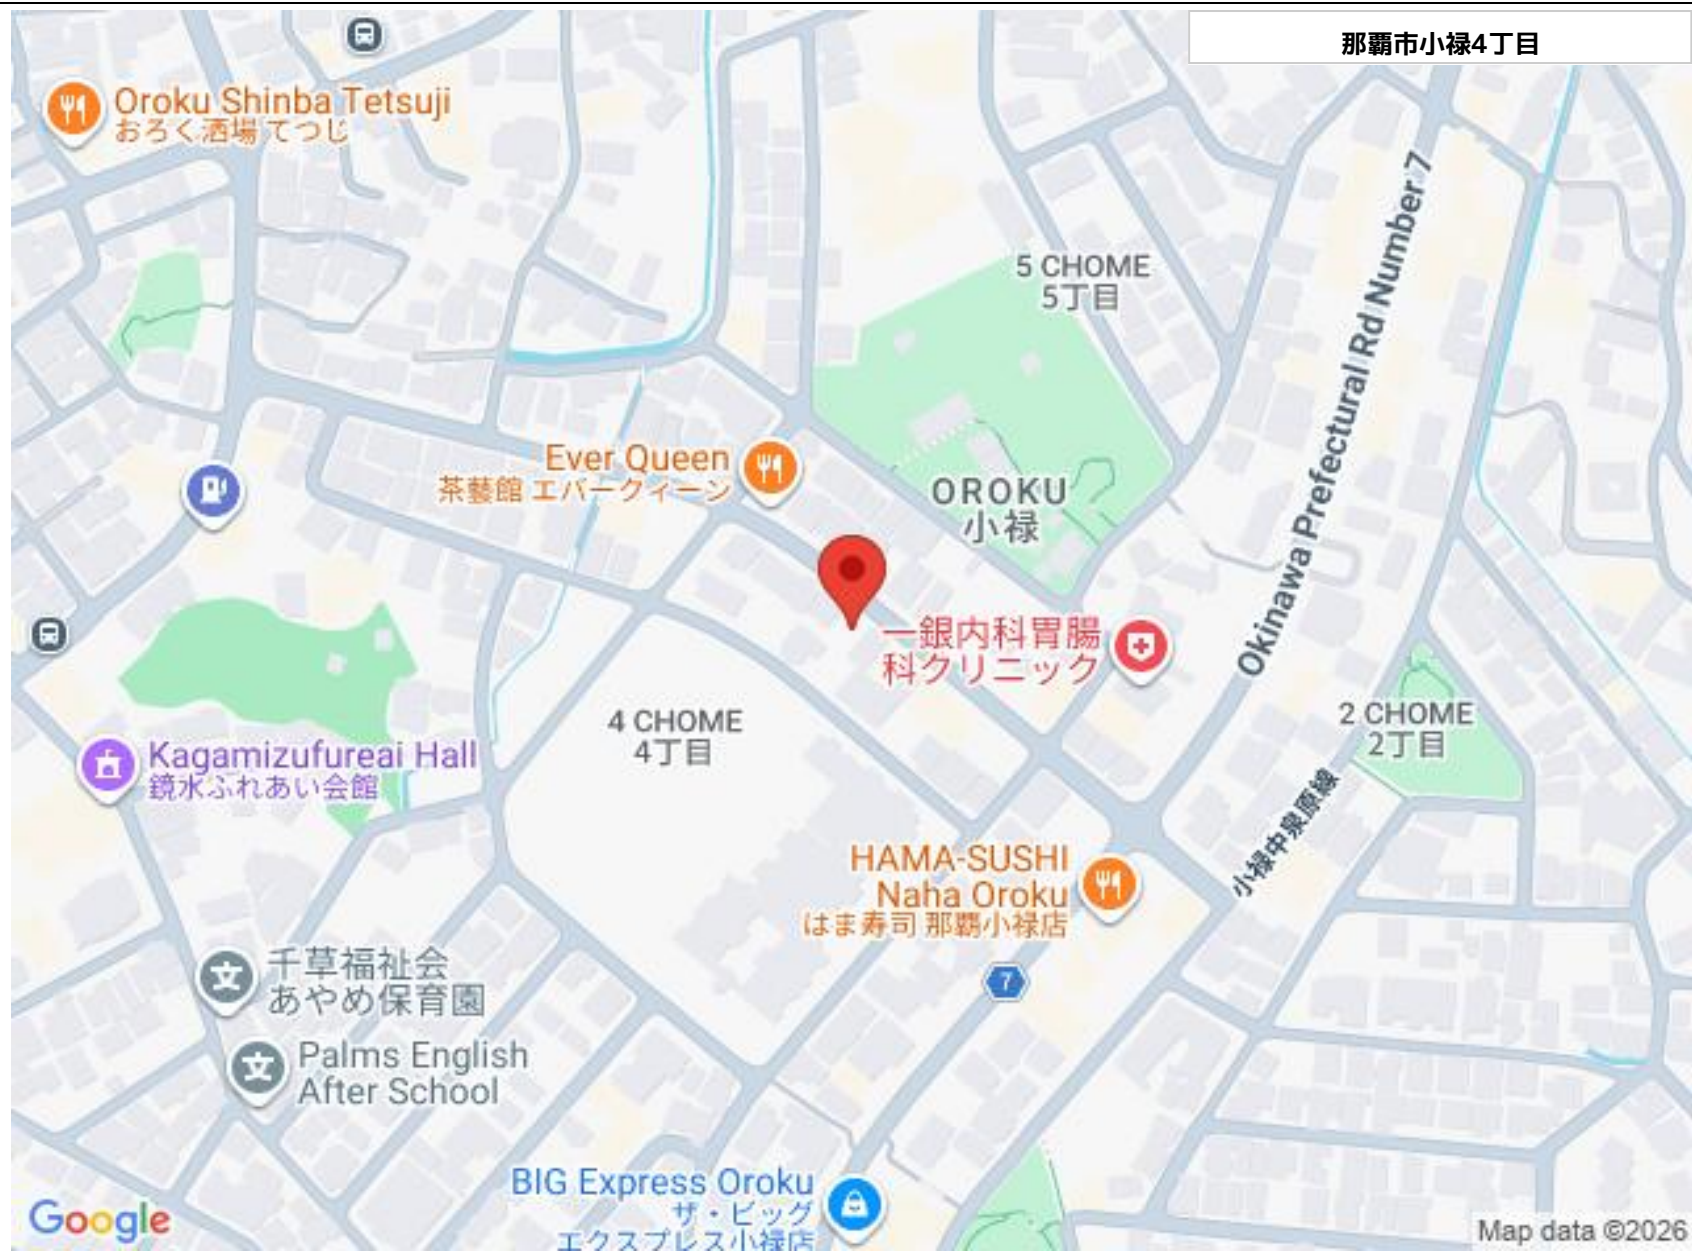 那覇市小禄4丁目
Oroku Shinba Tetsuji
おろく酒場 てつじ
5 CHOME
5丁目
Okinawa Prefectural Rd Number 7
Ever Queen
茶藝館 エバークィーン
OROKU
小禄
一銀内科胃腸
科クリニック
4 CHOME
4丁目
2 CHOME
2丁目
Kagamizufureai Hall
鏡水ふれあい会館
小禄中泉原線
HAMA-SUSHI
Naha Oroku
はま寿司 那覇小禄店
7
千草福祉会
あやめ保育園
Palms English
After School
BIG Express Oroku
ザ・ビッグ
エクスプレス小禄店
Google
Map data ©2026